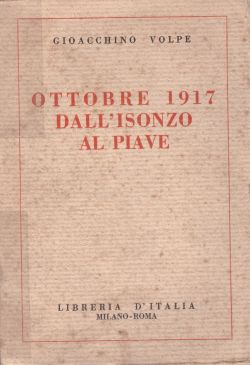 GIOACCHINO VOLPE
OTTOBRE 1917
DALL'ISONZO
AL PIAVE
LIBRERIA D'ITALIA
MILANO-ROMA